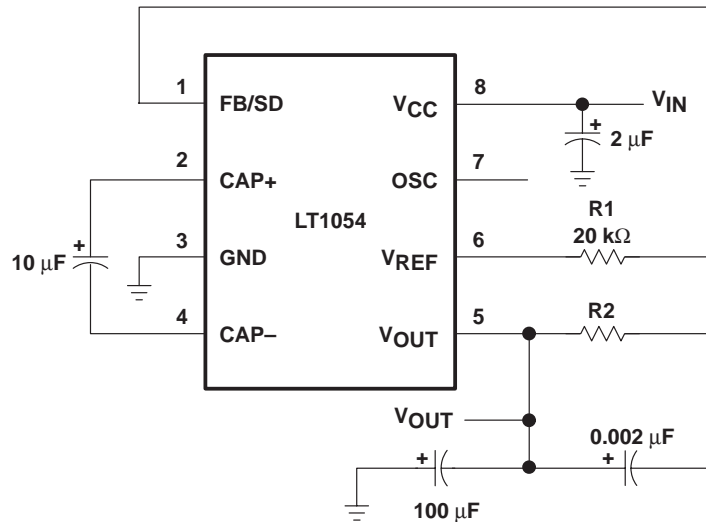 1
FB/SD
VCC
8
VIN
+
2 μF
2
CAP+
OSC
7
LT1054
R1
20 kΩ
+
10 μF
3
GND
VREF
6
4
CAP–
VOUT
5
R2
VOUT
0.002 μF
+
100 μF
+